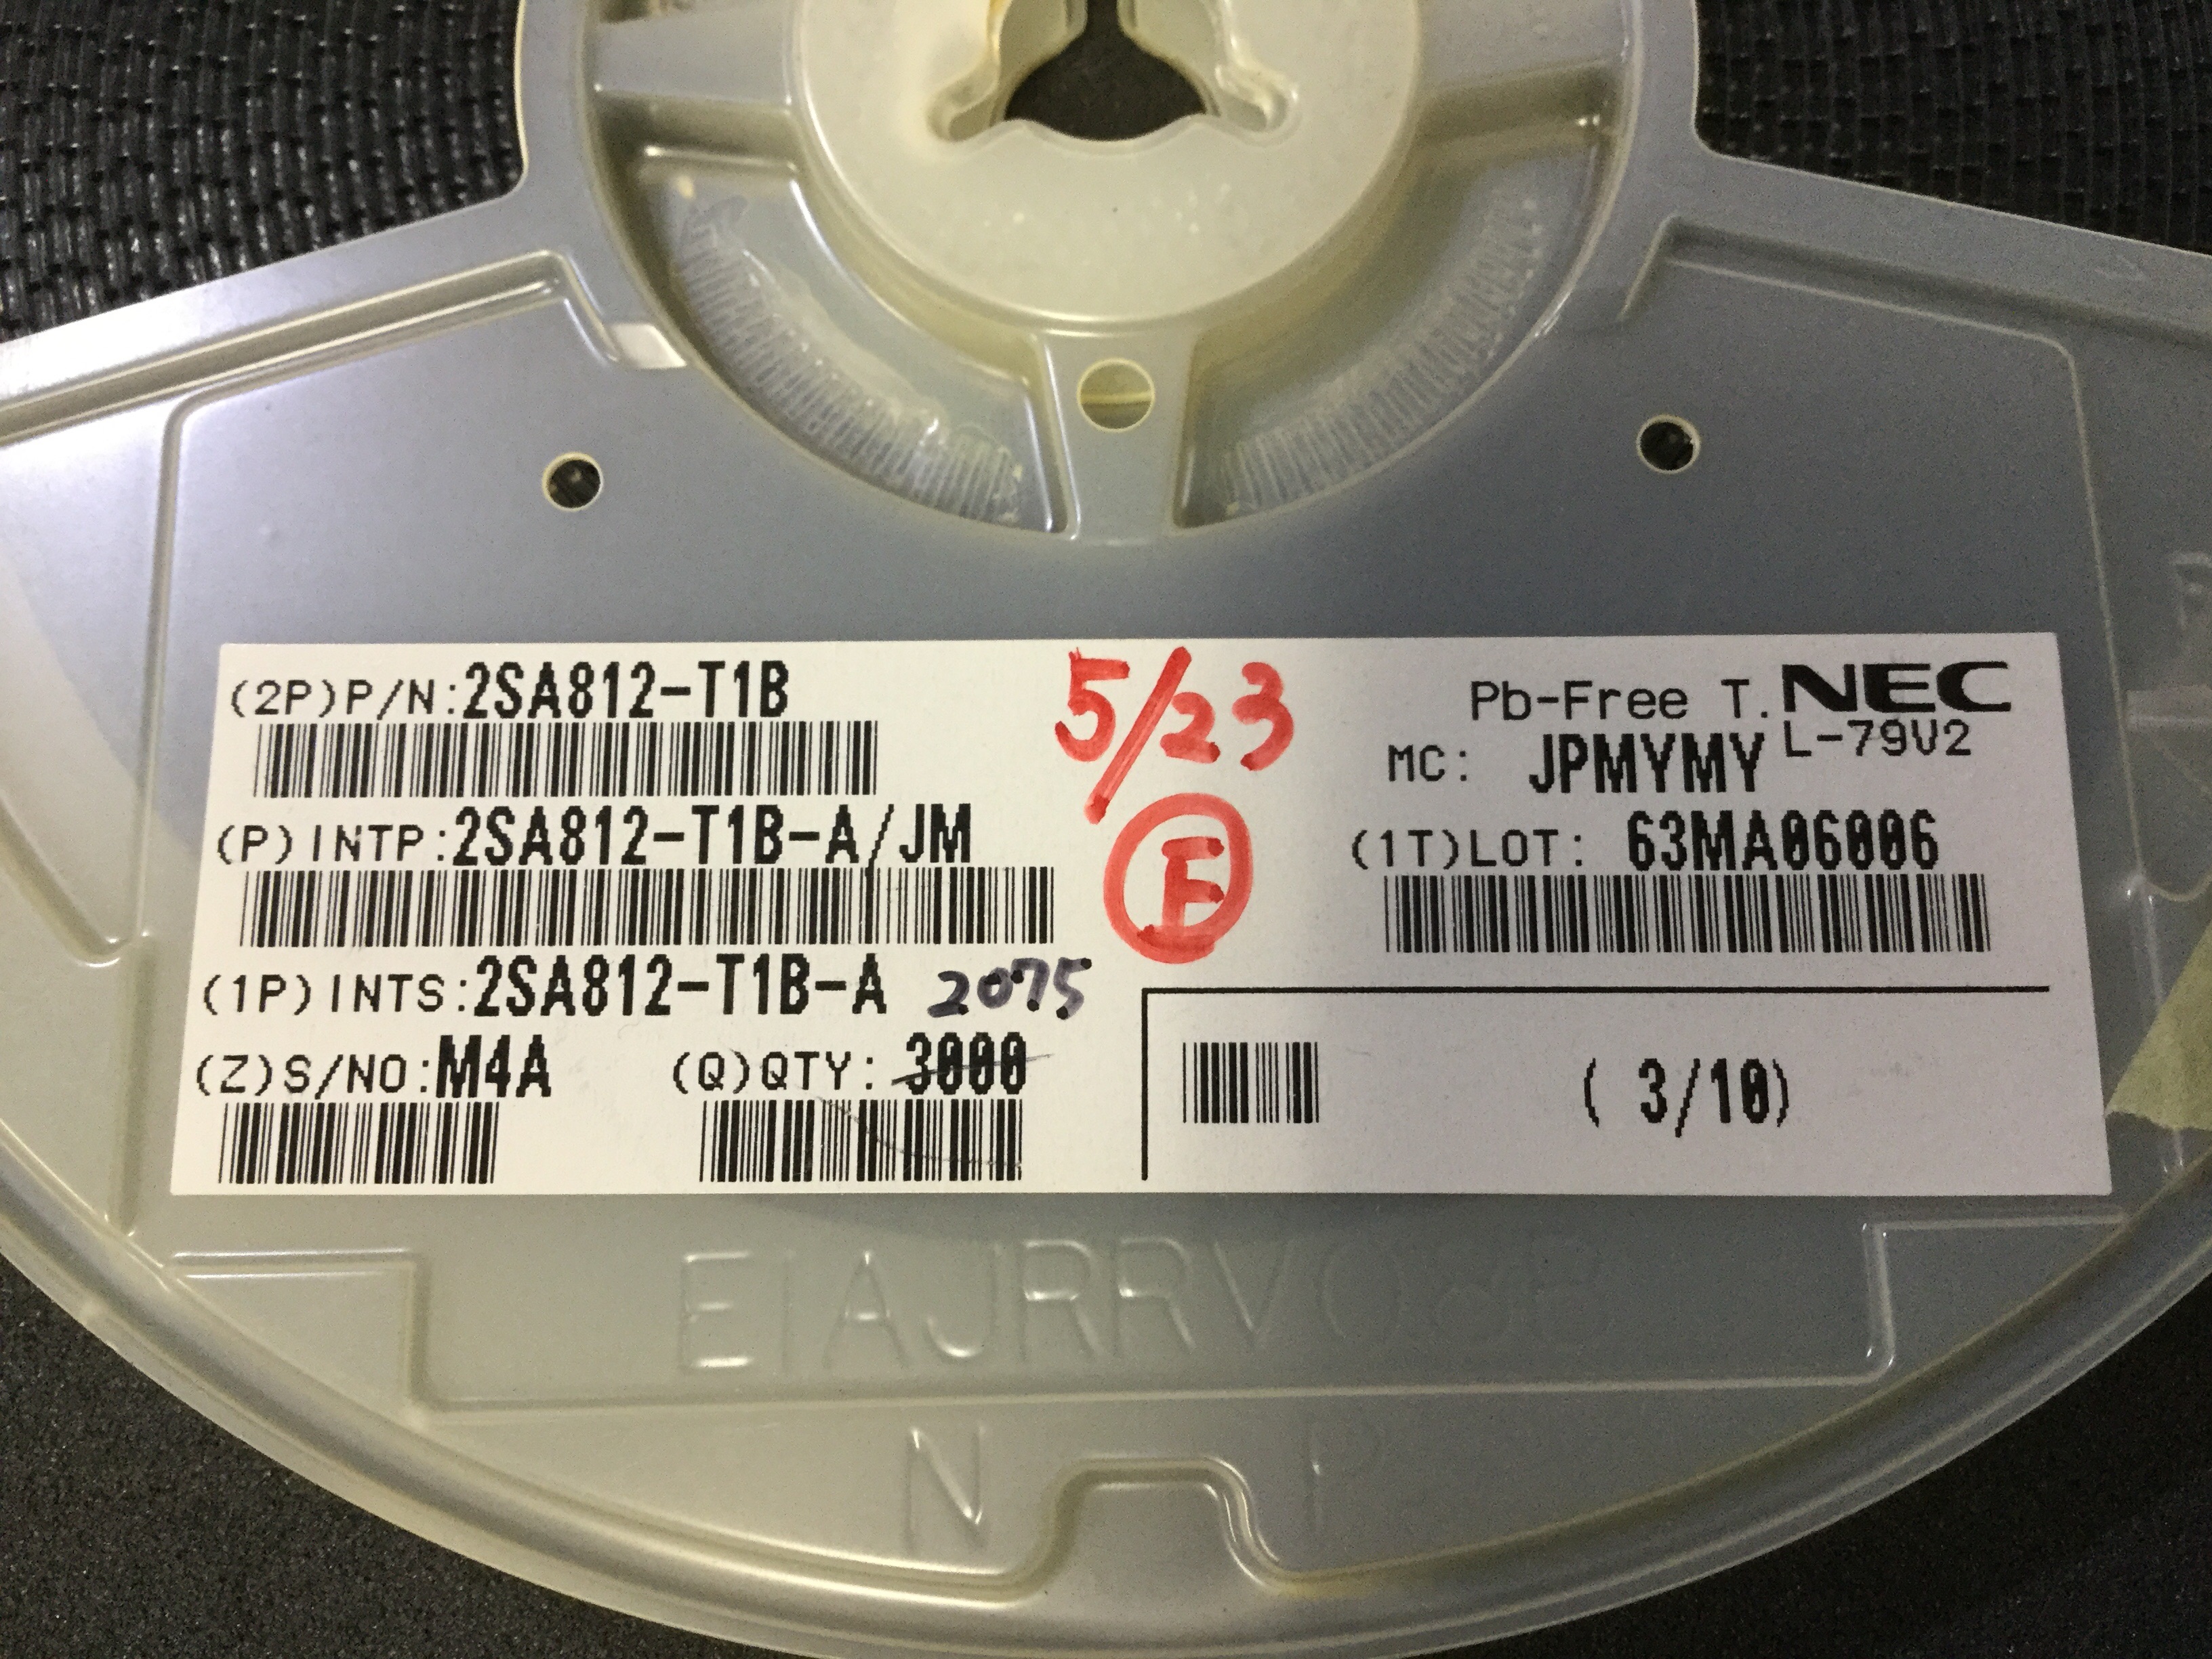 (2P)P/N:2SA812-T1B
(P)INTP:2SA812-T1B-A/JM
(1P)INTS:2SA812-T1B-A 2075
(Z)S/NO:M4A (Q)QTY: 3000
5/23
E
Pb-Free T. NEC
L-79V2
MC: JPMYMY
(1T)LOT: 63MA06006
( 3/10)
EIAJRRV08B
N P